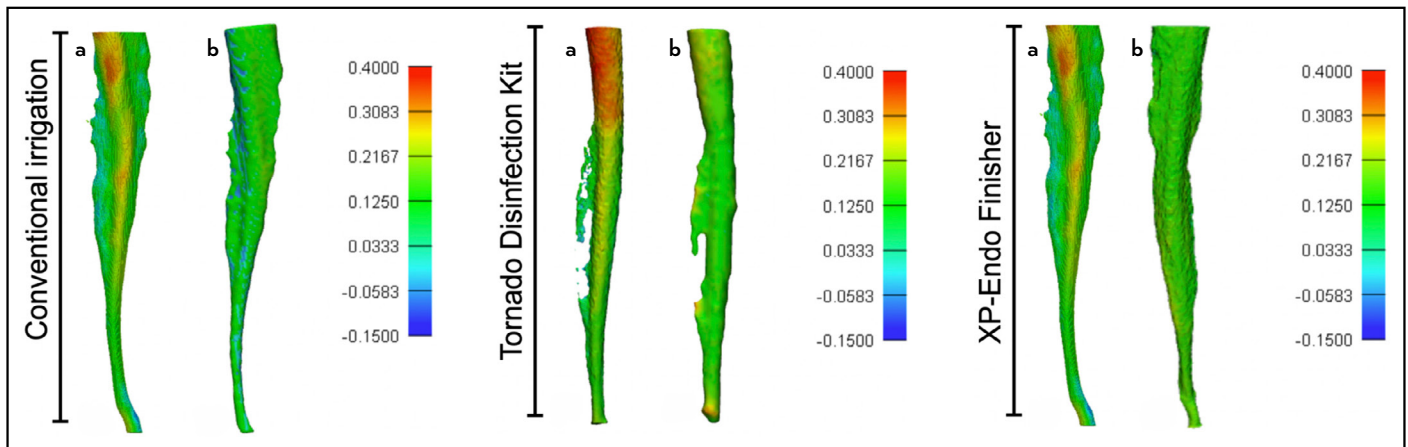 Conventional irrigation
a
b
0.4000
0.3083
0.2167
0.1250
0.0333
-0.0583
-0.1500
Tornado Disinfection Kit
a
b
0.4000
0.3083
0.2167
0.1250
0.0333
-0.0583
-0.1500
XP-Endo Finisher
a
b
0.4000
0.3083
0.2167
0.1250
0.0333
-0.0583
-0.1500